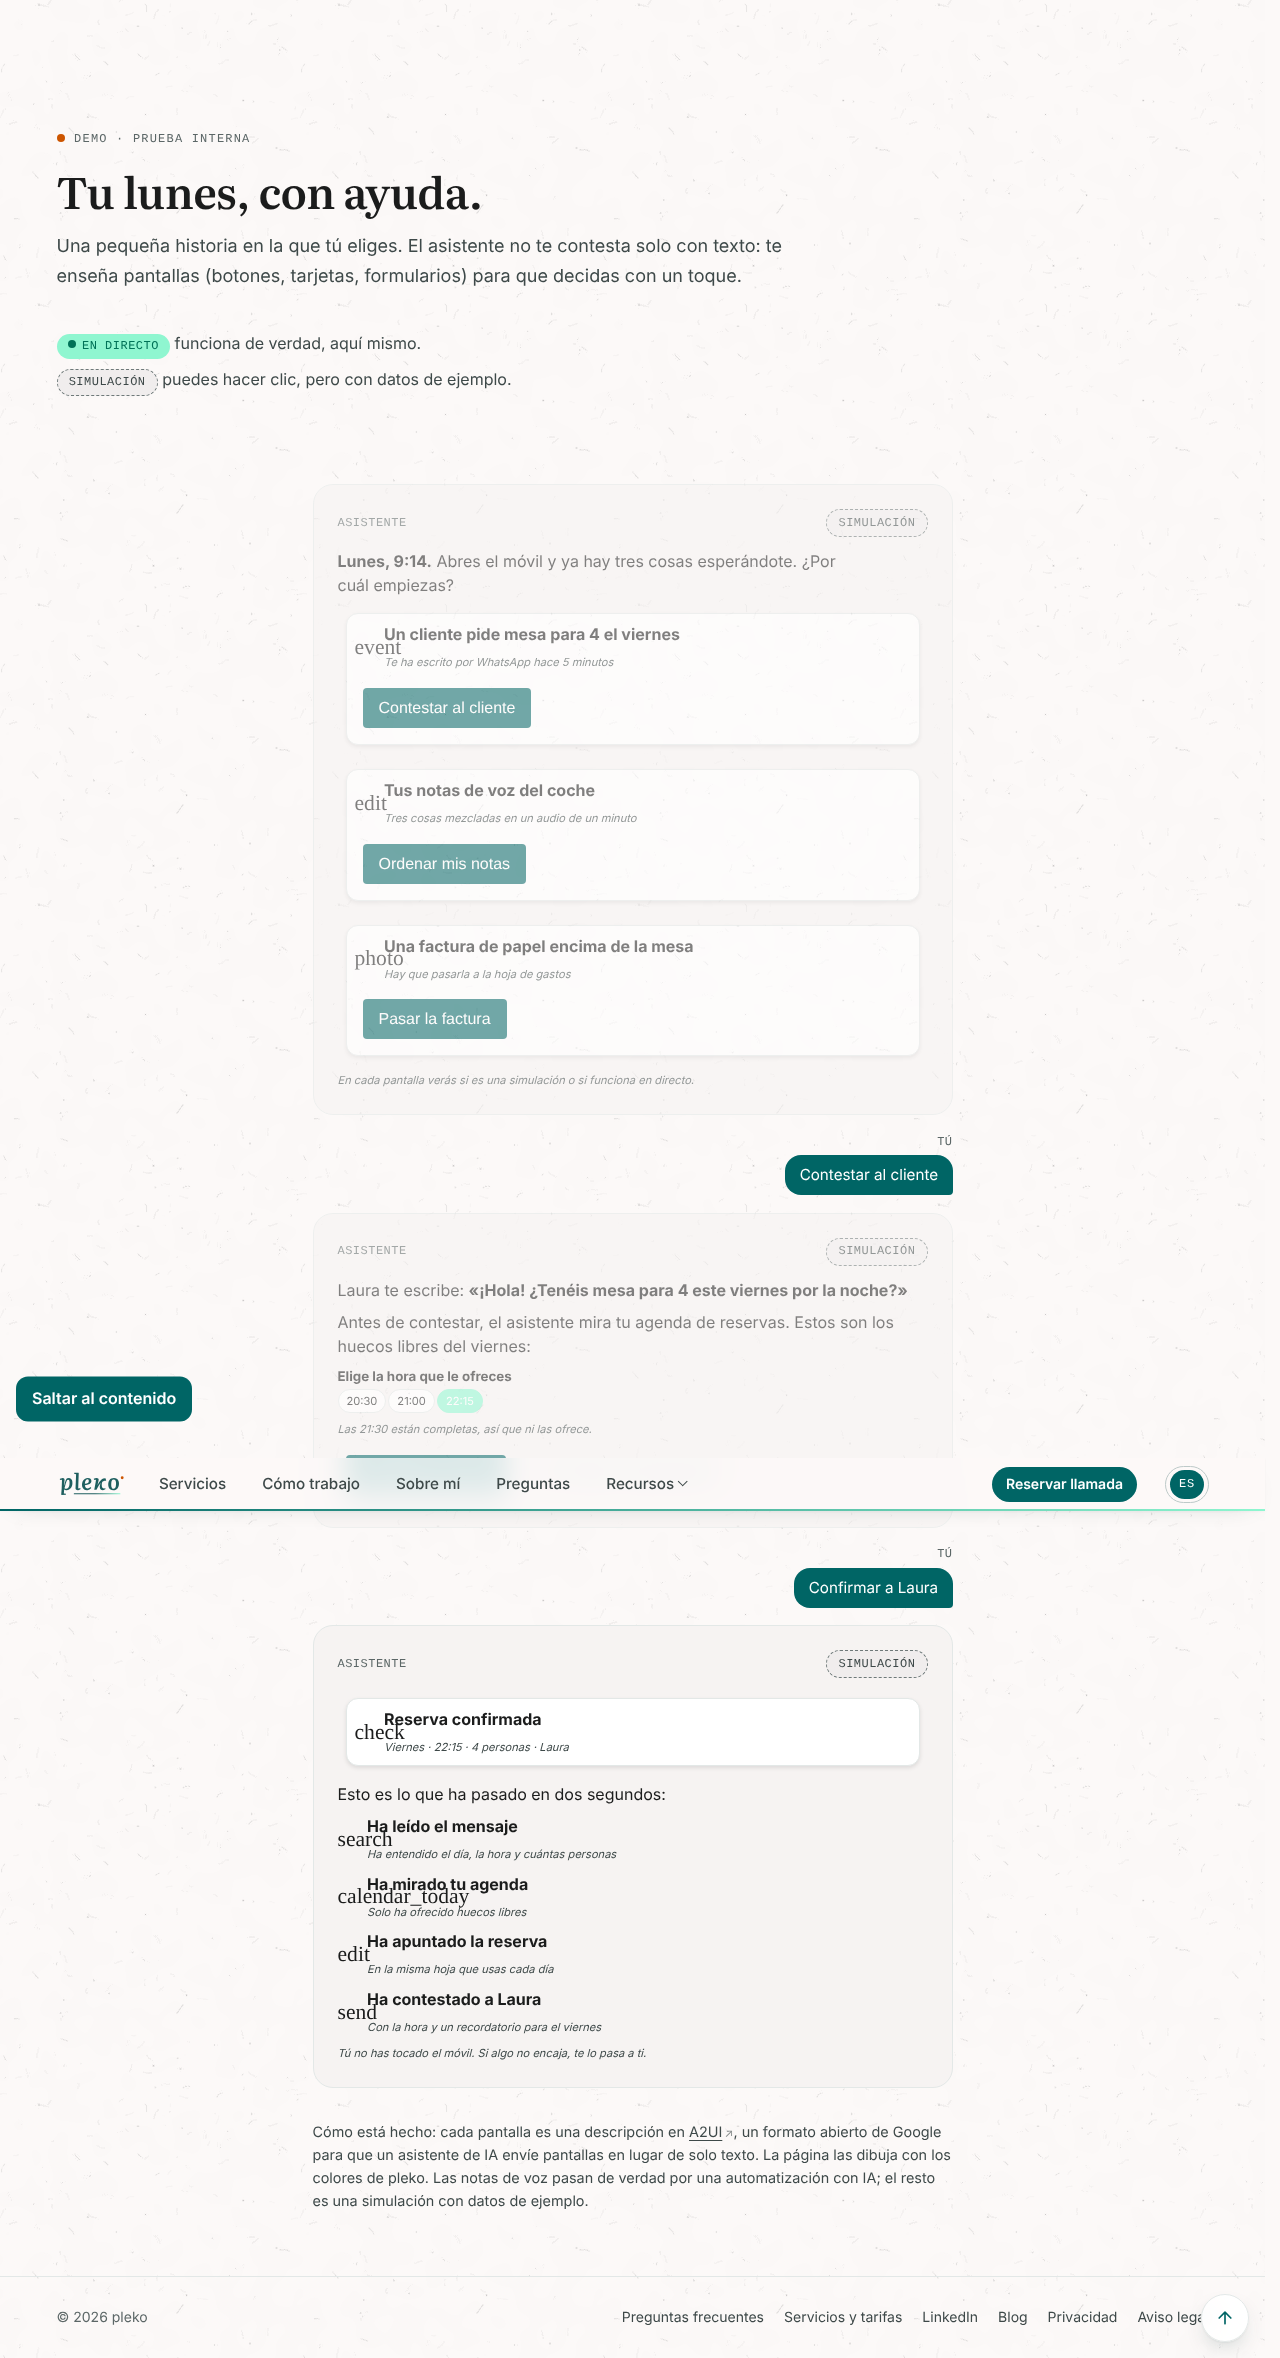 DEMO · PRUEBA INTERNA
Tu lunes, con ayuda.
Una pequeña historia en la que tú eliges. El asistente no te contesta solo con texto: te
enseña pantallas (botones, tarjetas, formularios) para que decidas con un toque.
EN DIRECTO funciona de verdad, aquí mismo.
SIMULACIÓN puedes hacer clic, pero con datos de ejemplo.
ASISTENTE SIMULACIÓN
Lunes, 9:14. Abres el móvil y ya hay tres cosas esperándote. ¿Por
cuál empiezas?
event Un cliente pide mesa para 4 el viernes
Te ha escrito por WhatsApp hace 5 minutos
Contestar al cliente
edit Tus notas de voz del coche
Tres cosas mezcladas en un audio de un minuto
Ordenar mis notas
photo Una factura de papel encima de la mesa
Hay que pasarla a la hoja de gastos
Pasar la factura
En cada pantalla verás si es una simulación o si funciona en directo.
TÚ
Contestar al cliente
ASISTENTE SIMULACIÓN
Laura te escribe: «¡Hola! ¿Tenéis mesa para 4 este viernes por la noche?»
Antes de contestar, el asistente mira tu agenda de reservas. Estos son los
huecos libres del viernes:
Elige la hora que le ofreces
20:30 21:00 22:15
Las 21:30 están completas, así que ni las ofrece.
Saltar al contenido
pleko Servicios Cómo trabajo Sobre mí Preguntas Recursos Reservar llamada ES
TÚ
Confirmar a Laura
ASISTENTE SIMULACIÓN
check Reserva confirmada
Viernes · 22:15 · 4 personas · Laura
Esto es lo que ha pasado en dos segundos:
search Ha leído el mensaje
Ha entendido el día, la hora y cuántas personas
calendar_today Ha mirado tu agenda
Solo ha ofrecido huecos libres
edit Ha apuntado la reserva
En la misma hoja que usas cada día
send Ha contestado a Laura
Con la hora y un recordatorio para el viernes
Tú no has tocado el móvil. Si algo no encaja, te lo pasa a ti.
Cómo está hecho: cada pantalla es una descripción en A2UI, un formato abierto de Google
para que un asistente de IA envíe pantallas en lugar de solo texto. La página las dibuja con los
colores de pleko. Las notas de voz pasan de verdad por una automatización con IA; el resto
es una simulación con datos de ejemplo.
© 2026 pleko Preguntas frecuentes Servicios y tarifas LinkedIn Blog Privacidad Aviso lega